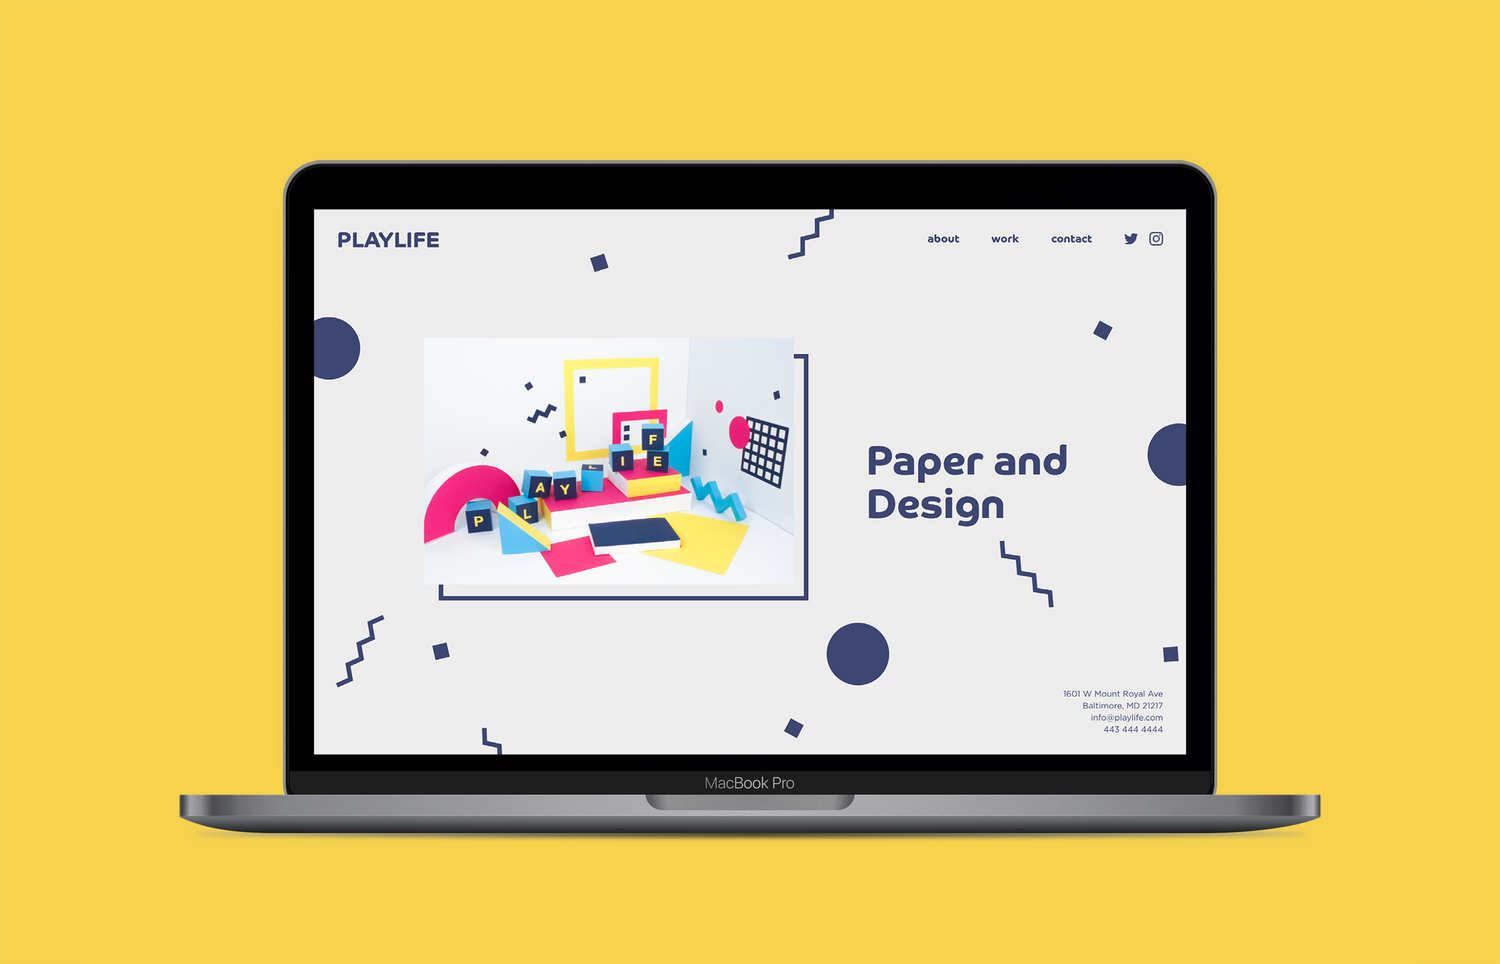 PLAYLIFE
about work contact
F
L I E
A Y
P L
Paper and
Design
1601 W Mount Royal Ave
Baltimore, MD 21217
info@playlife.com
443 444 4444
MacBook Pro